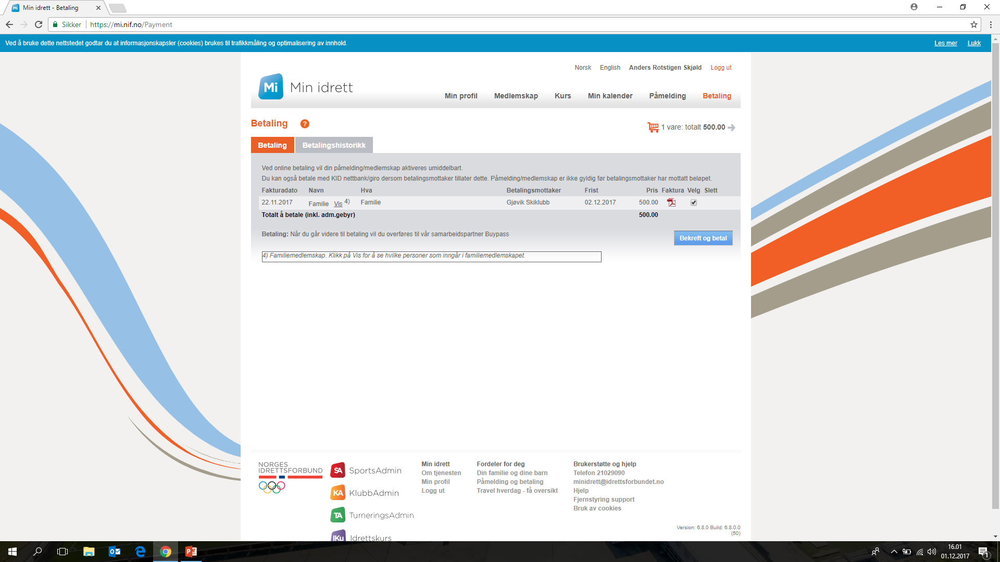 Min idrett - Betaling
Sikker https://mi.nif.no/Payment
Ved å bruke dette nettstedet godtar du at informasjonskapsler (cookies) brukes til trafikkmåling og optimalisering av innhold. Les mer Lukk
Norsk English Anders Rotstigen Skjøld Logg ut
Mi Min idrett
Min profil Medlemskap Kurs Min kalender Påmelding Betaling
Betaling ? 1 vare: totalt 500.00
Betaling Betalingshistorikk
Ved online betaling vil din påmelding/medlemskap aktiveres umiddelbart.
Du kan også betale med KID nettbank/giro dersom betalingsmottaker tillater dette. Påmelding/medlemskap er ikke gyldig før betalingsmottaker har mottatt beløpet.
Fakturadato Navn Hva Betalingsmottaker Frist Pris Faktura Velg Slett
22.11.2017 Familie Vis 4) Familie Gjøvik Skiklubb 02.12.2017 500.00
Totalt å betale (inkl. adm.gebyr) 500.00
Betaling: Når du går videre til betaling vil du overføres til vår samarbeidspartner Buypass
Bekreft og betal
4) Familiemedlemskap. Klikk på Vis for å se hvilke personer som inngår i familiemedlemskapet.
NORGES
IDRETTSFORBUND
SA SportsAdmin
KA KlubbAdmin
TA TurneringsAdmin
IKu Idrettskurs
Min idrett
Om tjenesten
Min profil
Logg ut
Fordeler for deg
Din familie og dine barn
Påmelding og betaling
Travel hverdag - få oversikt
Brukerstøtte og hjelp
Telefon 21029090
minidrett@idrettsforbundet.no
Hjelp
Fjernstyring support
Bruk av cookies
Version: 6.8.0 Build: 6.8.0.0
(50)
16.01
01.12.2017
1